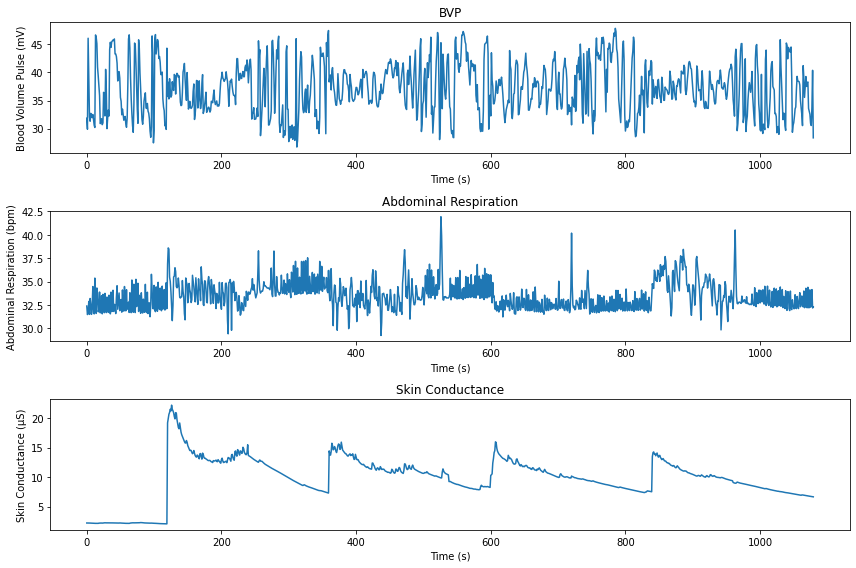 BVP
Blood Volume Pulse (mV)
45
40
35
30
0 200 400 600 800 1000
Time (s)
Abdominal Respiration
Abdominal Respiration (bpm)
42.5
40.0
37.5
35.0
32.5
30.0
0 200 400 600 800 1000
Time (s)
Skin Conductance
Skin Conductance (µS)
20
15
10
5
0 200 400 600 800 1000
Time (s)